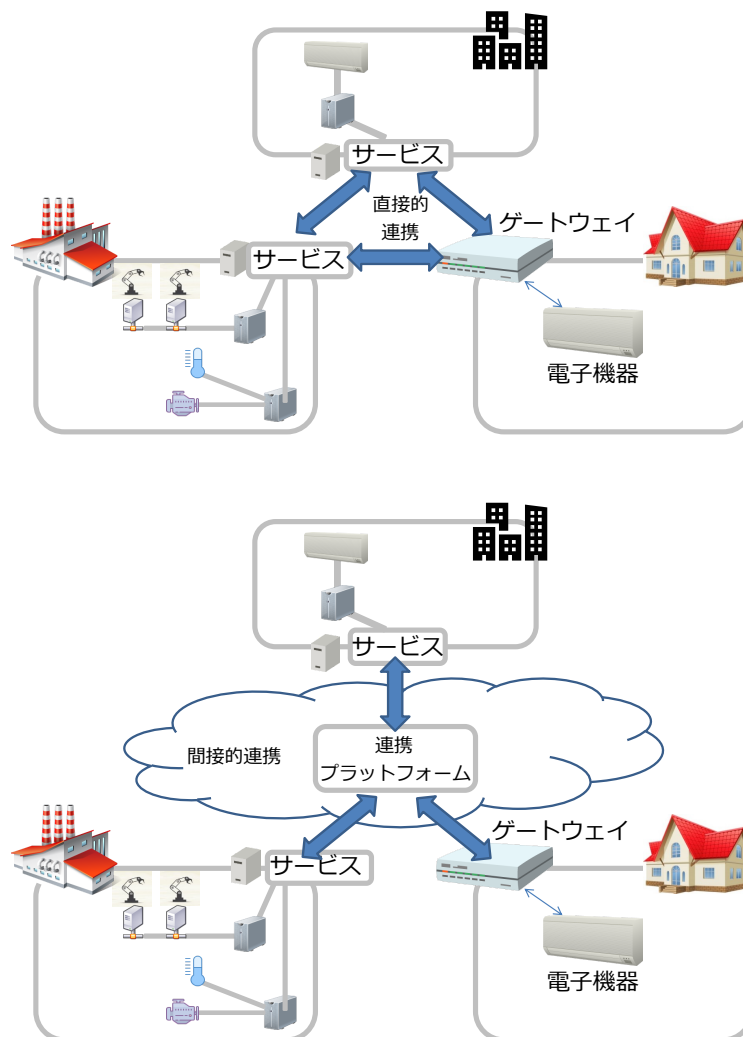 サービス
直接的
連携
ゲートウェイ
サービス
電子機器
サービス
間接的連携
連携
プラットフォーム
ゲートウェイ
サービス
電子機器